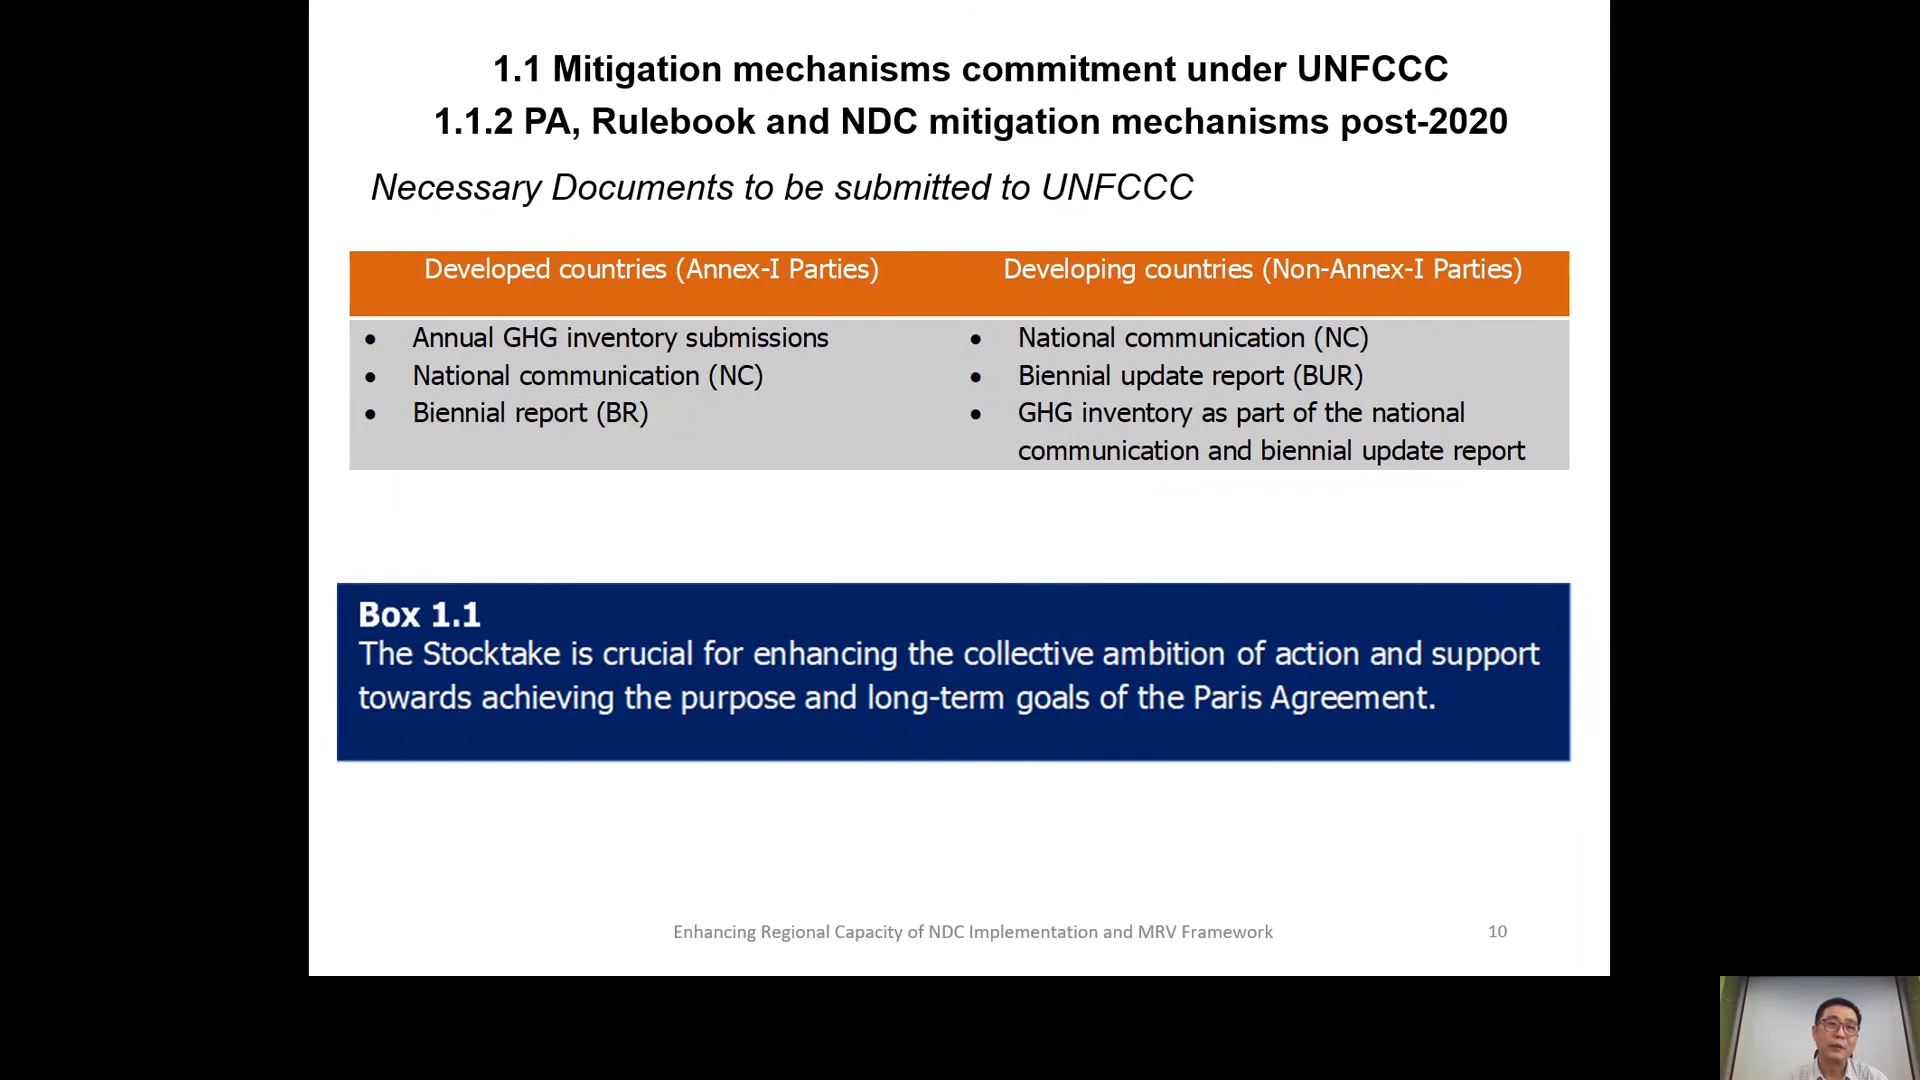 1.1 Mitigation mechanisms commitment under UNFCCC
1.1.2 PA, Rulebook and NDC mitigation mechanisms post-2020
Necessary Documents to be submitted to UNFCCC
Developed countries (Annex-I Parties)
Developing countries (Non-Annex-I Parties)
• Annual GHG inventory submissions
• National communication (NC)
• Biennial report (BR)
• National communication (NC)
• Biennial update report (BUR)
• GHG inventory as part of the national
communication and biennial update report
Box 1.1
The Stocktake is crucial for enhancing the collective ambition of action and support
towards achieving the purpose and long-term goals of the Paris Agreement.
Enhancing Regional Capacity of NDC Implementation and MRV Framework
10